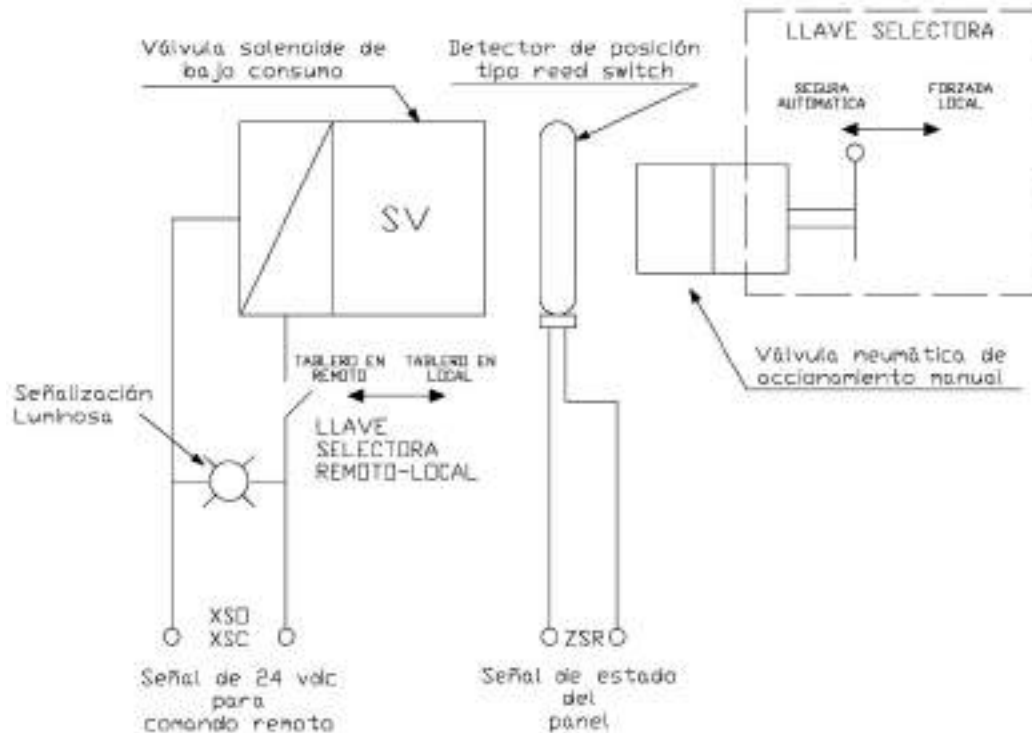 Válvula solenoide de
bajo consumo
Detector de posición
tipo reed switch
LLAVE SELECTORA
SEGURA
AUTOMATICA
FORZADA
LOCAL
SV
TABLERO EN
REMOTO
TABLERO EN
LOCAL
LLAVE
SELECTORA
REMOTO-LOCAL
Señalización
Luminosa
Válvula neumática de
accionamiento manual
XSO
XSC
ZSR
Señal de 24 vdc
para
comando remoto
Señal de estado
del
panel